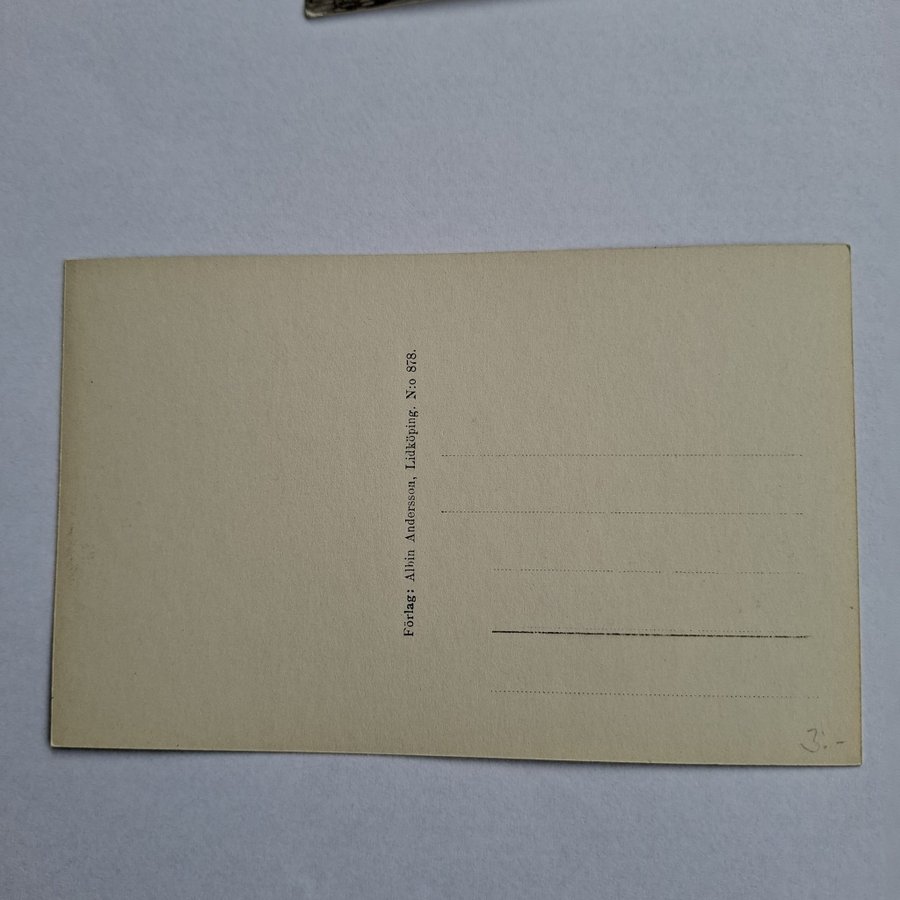 Förlag: Albin Andersson, Lidköping. N:o 878.
3:-